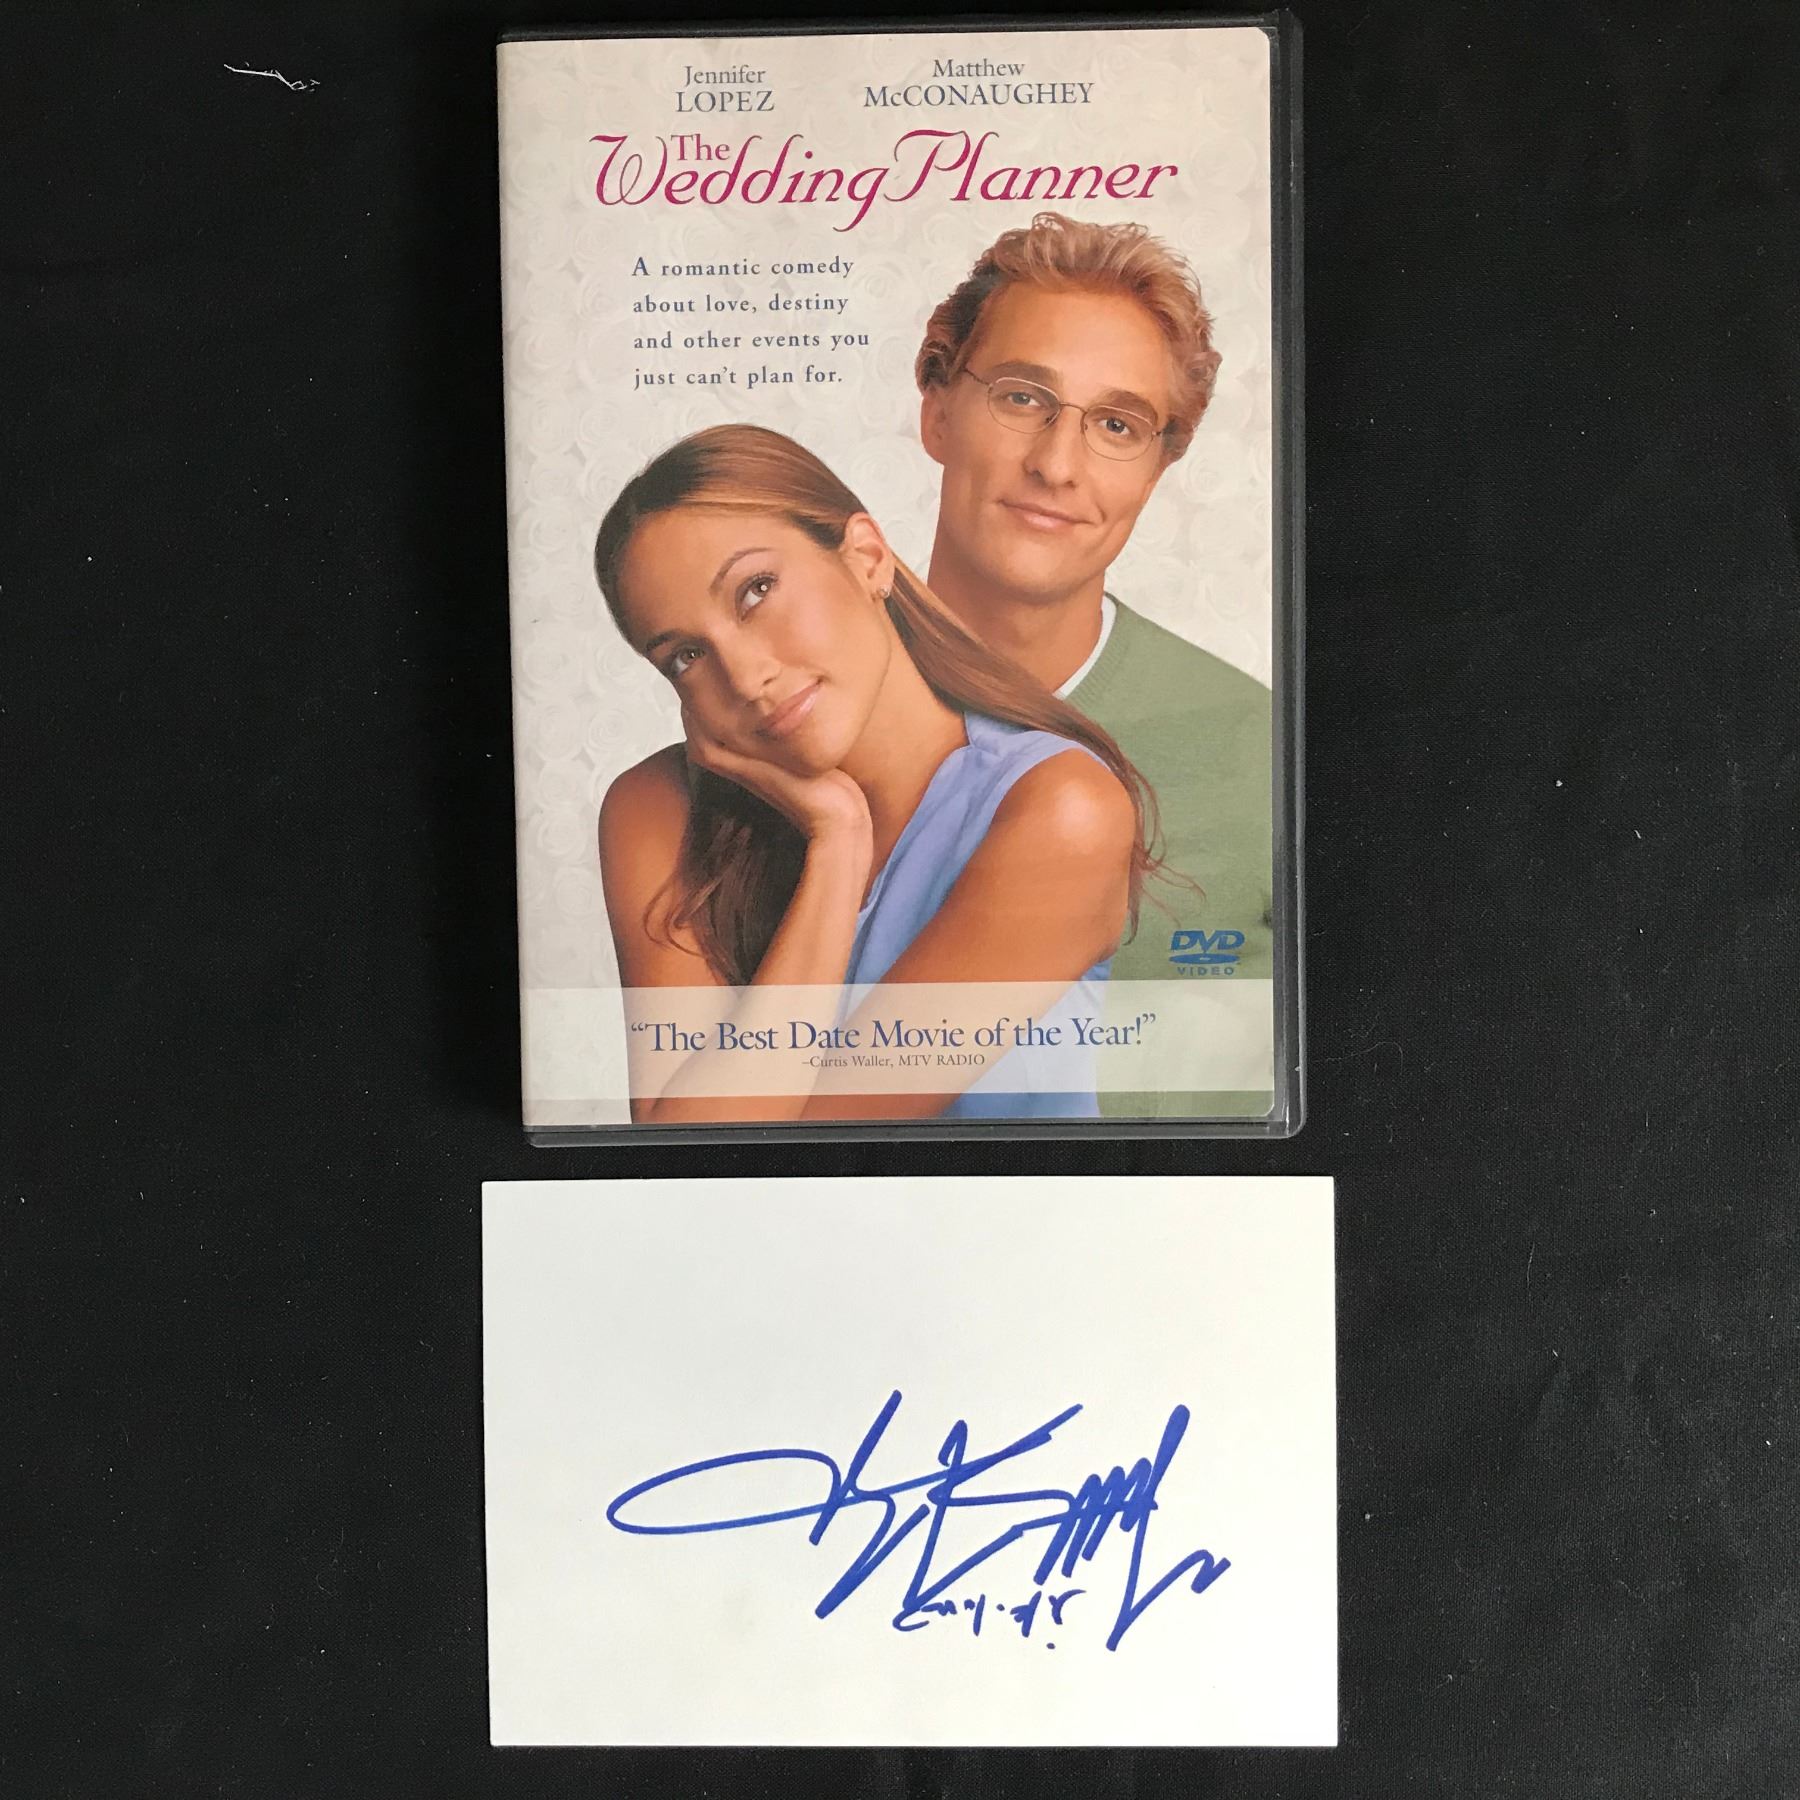 Jennifer LOPEZ
Matthew McCONAUGHEY
The Wedding Planner
A romantic comedy
about love, destiny
and other events you
just can't plan for.
DVD
VIDEO
“The Best Date Movie of the Year!”
–Curtis Waller, MTV RADIO